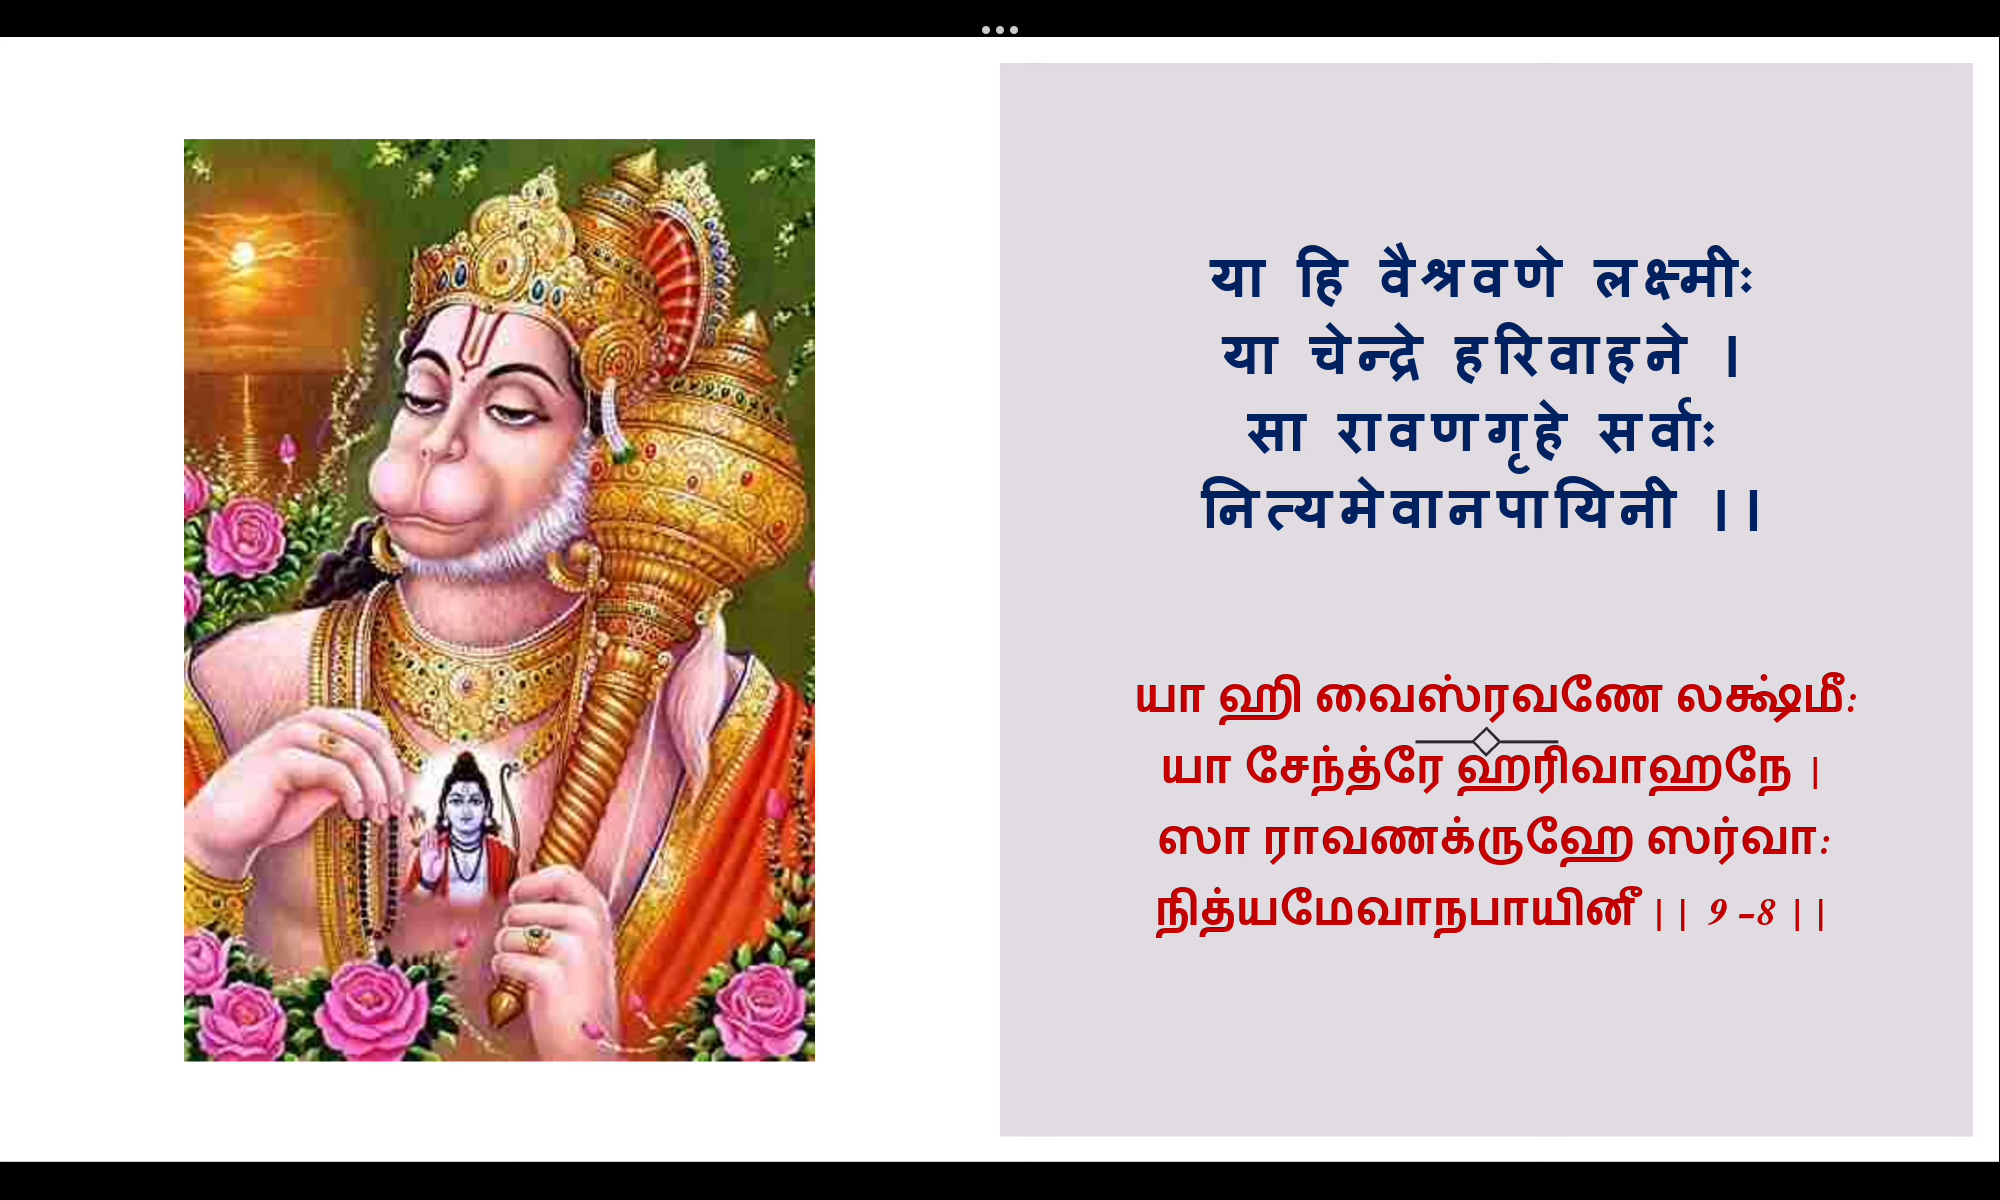 या हि वैश्रवणे लक्ष्मीः
या चेन्द्रे हरिवाहने ।
सा रावणगृहे सर्वाः
नित्यमेवानपायिनी ।।
யா ஹி வைஸ்ரவணே லக்ஷ்மீ:
யா சேந்த்ரே ஹரிவாஹநே |
ஸா ராவணக்ருஹே ஸர்வா:
நித்யமேவாநபாயினீ || 9 -8 ||